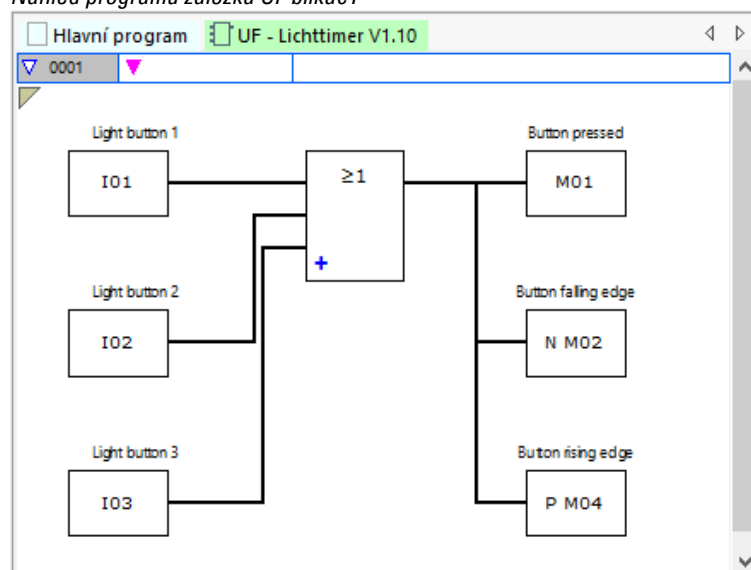 Náhled programu záložka UF blikač1
Hlavní program UF - Lichttimer V1.10
0001
Light button 1 Button pressed
I01 ≥1 M01
+
Light button 2 Button falling edge
I02 N M02
Light button 3 Button rising edge
I03 P M04